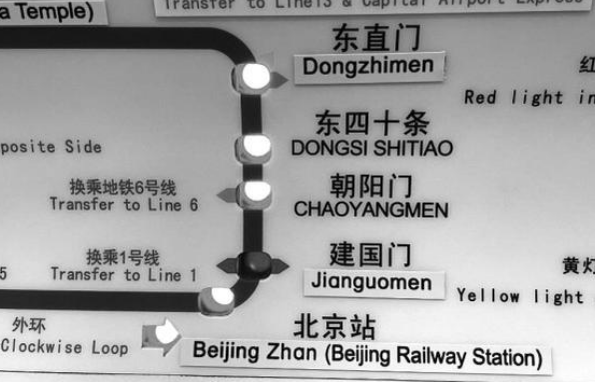 a Temple)
Transfer to Line13 & Capital Airport Express
东直门
Dongzhimen
红
Red light in
东四十条
DONGSI SHITIAO
posite Side
换乘地铁6号线
Transfer to Line 6
朝阳门
CHAOYANGMEN
换乘1号线
5 Transfer to Line 1
建国门
Jianguomen
黄灯
Yellow light
外环
Clockwise Loop
北京站
Beijing Zhan (Beijing Railway Station)